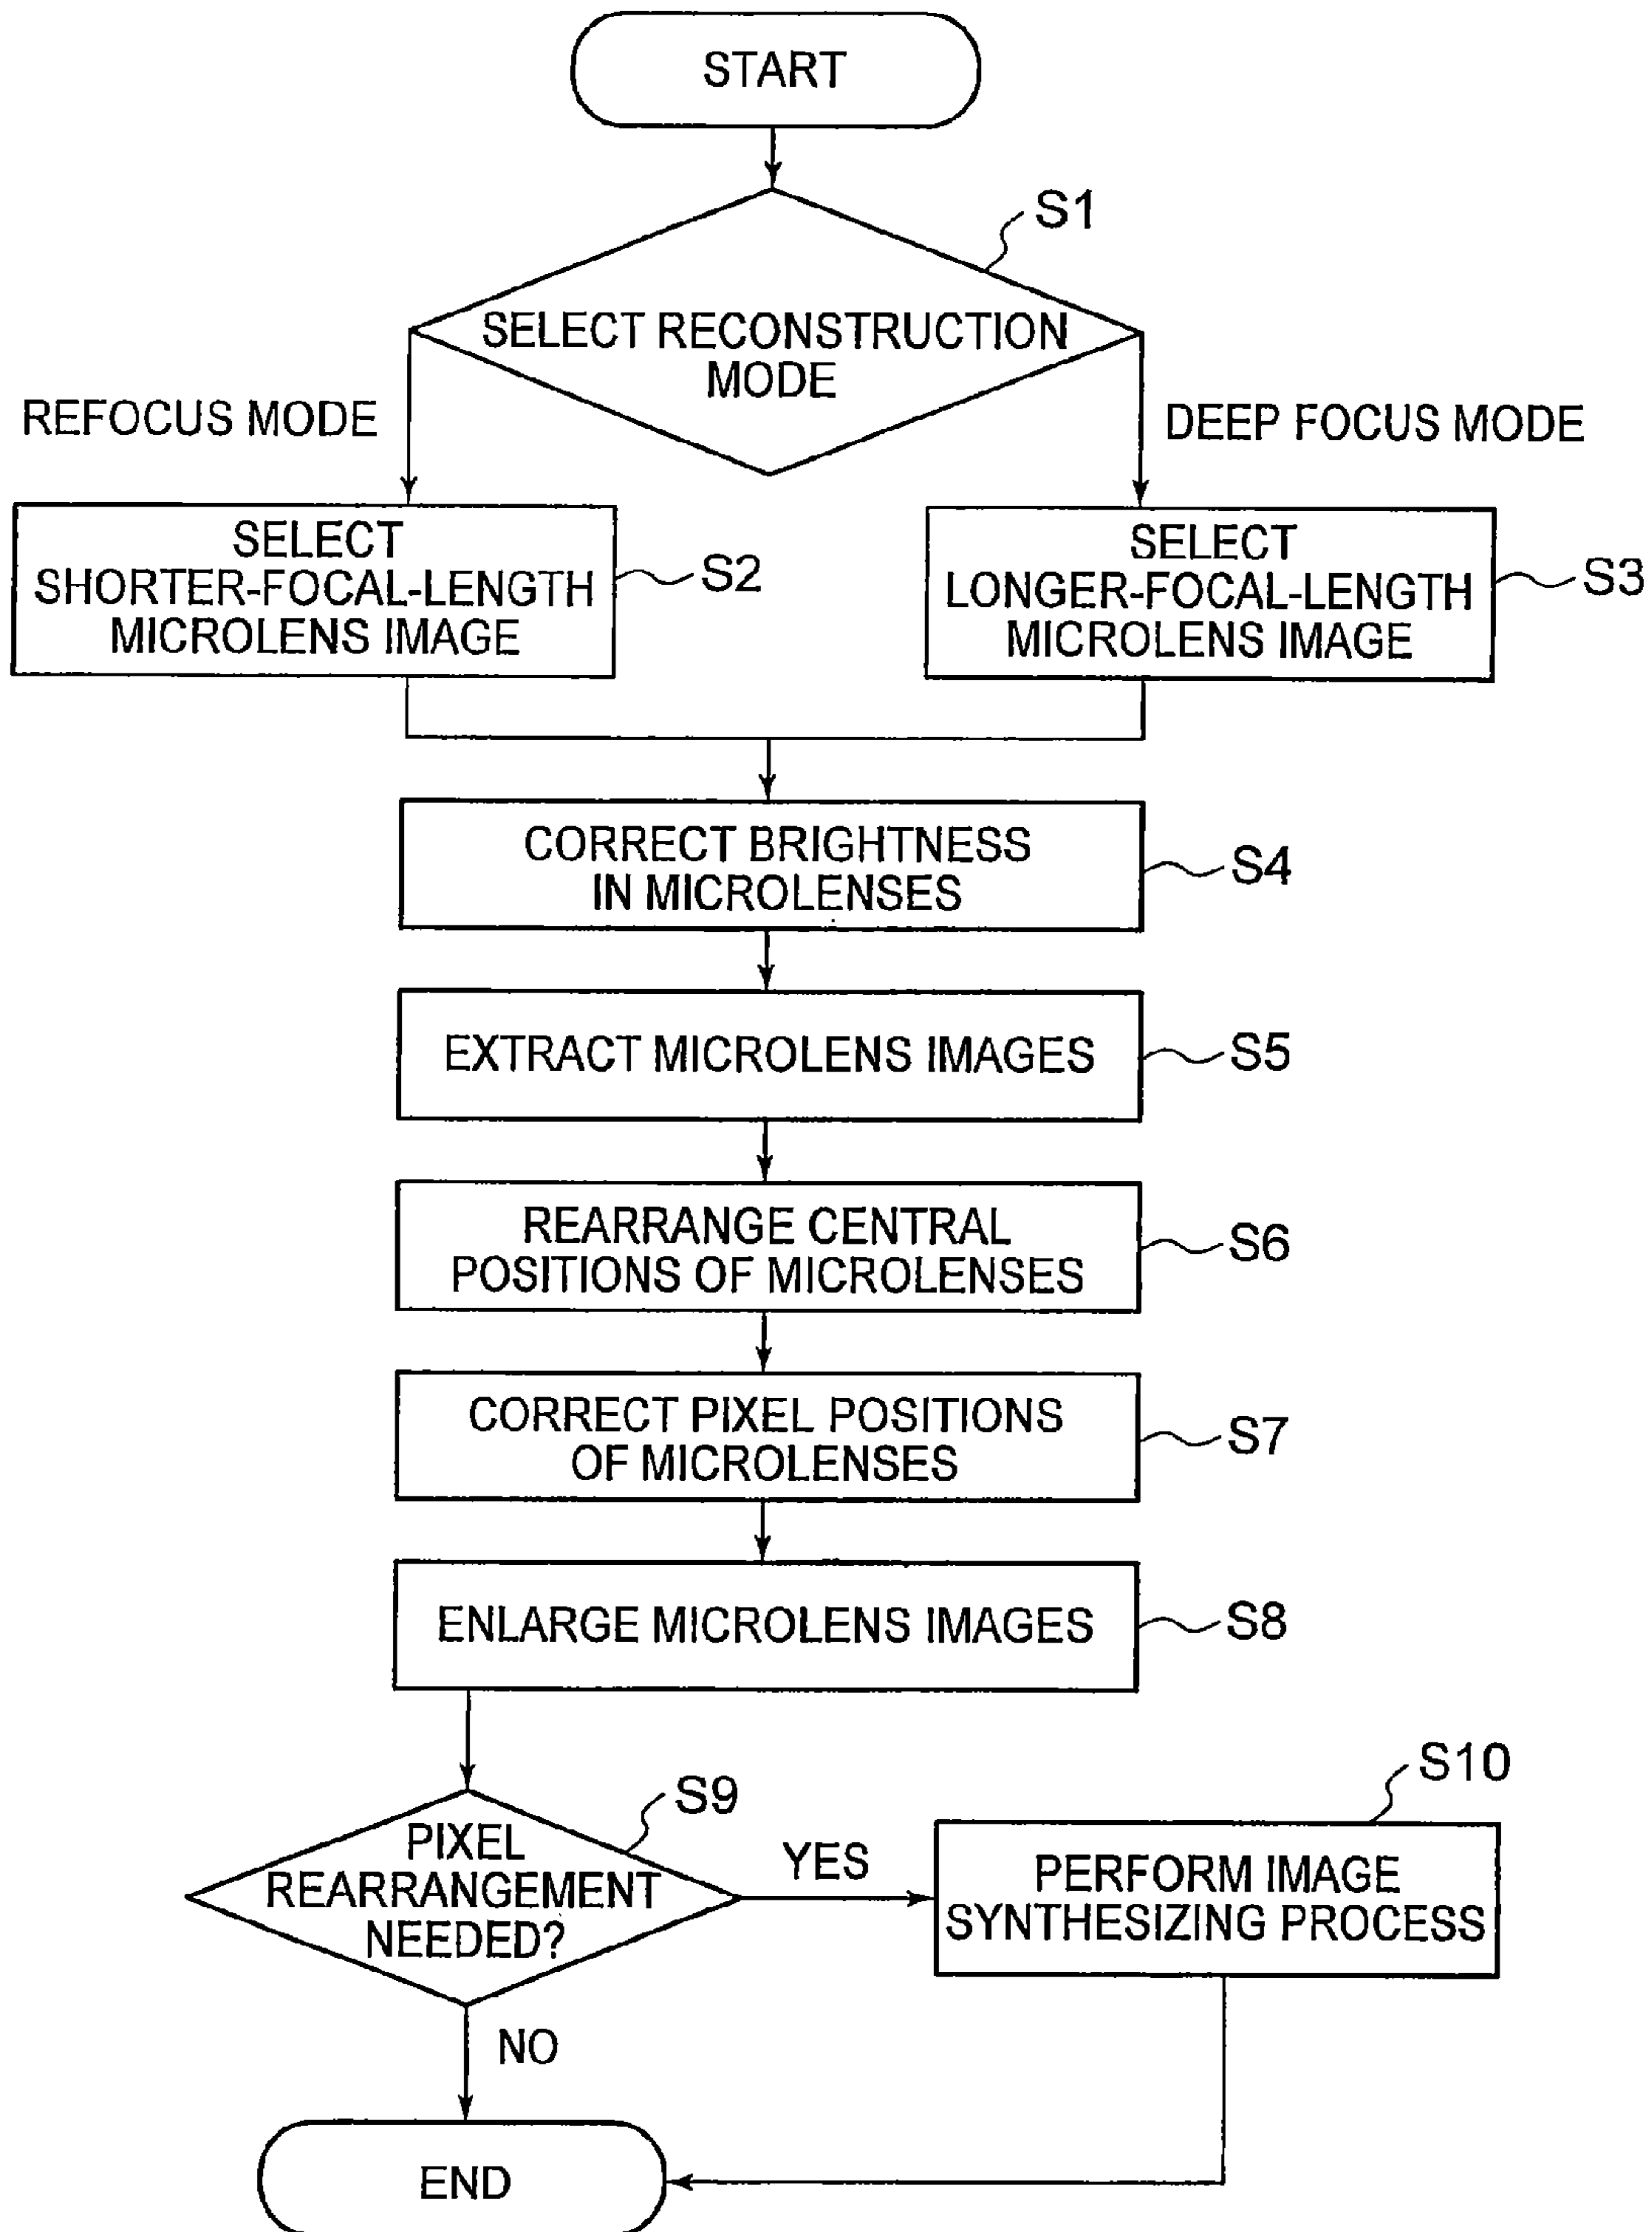 START
S1
SELECT RECONSTRUCTION
MODE
REFOCUS MODE
DEEP FOCUS MODE
SELECT
SHORTER-FOCAL-LENGTH
MICROLENS IMAGE
S2
SELECT
LONGER-FOCAL-LENGTH
MICROLENS IMAGE
S3
CORRECT BRIGHTNESS
IN MICROLENSES
S4
EXTRACT MICROLENS IMAGES
S5
REARRANGE CENTRAL
POSITIONS OF MICROLENSES
S6
CORRECT PIXEL POSITIONS
OF MICROLENSES
S7
ENLARGE MICROLENS IMAGES
S8
S9
PIXEL
REARRANGEMENT
NEEDED?
YES
S10
PERFORM IMAGE
SYNTHESIZING PROCESS
NO
END